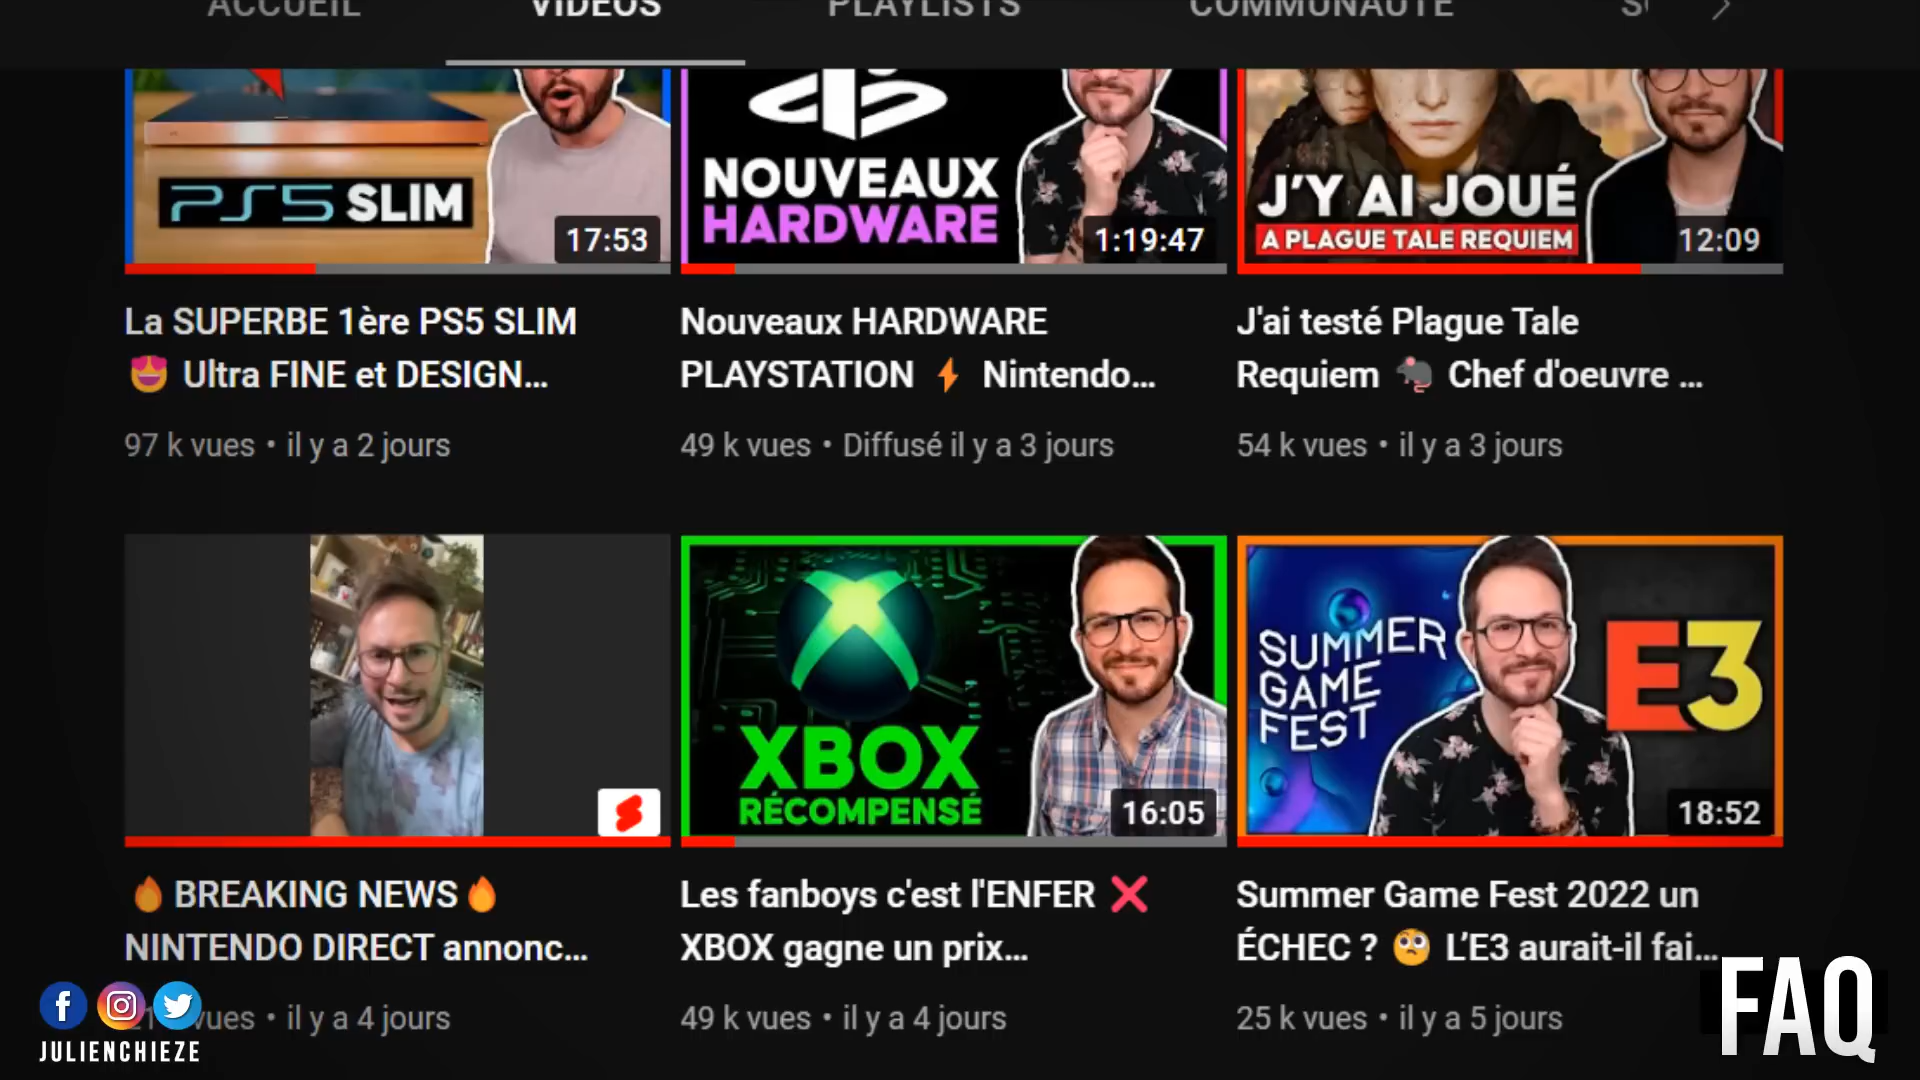 ACCUEIL VIDÉOS PLAYLISTS COMMUNAUTÉ
PS5 SLIM
17:53
NOUVEAUX
HARDWARE
1:19:47
J'Y AI JOUÉ
A PLAGUE TALE REQUIEM
12:09
La SUPERBE 1ère PS5 SLIM
😍 Ultra FINE et DESIGN...
97 k vues • il y a 2 jours
Nouveaux HARDWARE
PLAYSTATION ⚡ Nintendo...
49 k vues • Diffusé il y a 3 jours
J'ai testé Plague Tale
Requiem 🐀 Chef d'oeuvre ...
54 k vues • il y a 3 jours
XBOX
RÉCOMPENSÉ
16:05
SUMMER
GAME
FEST
E3
18:52
🔥 BREAKING NEWS 🔥
NINTENDO DIRECT annonc...
vues • il y a 4 jours
Les fanboys c'est l'ENFER ❌
XBOX gagne un prix...
49 k vues • il y a 4 jours
Summer Game Fest 2022 un
ÉCHEC ? 🧐 L'E3 aurait-il fai...
25 k vues • il y a 5 jours
JULIENCHIEZE
FAQ